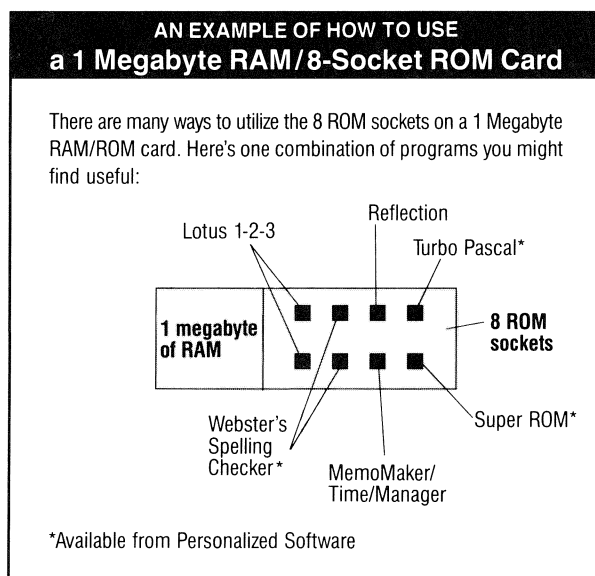 AN EXAMPLE OF HOW TO USE
a 1 Megabyte RAM/8-Socket ROM Card
There are many ways to utilize the 8 ROM sockets on a 1 Megabyte
RAM/ROM card. Here's one combination of programs you might
find useful:
Reflection
Lotus 1-2-3
Turbo Pascal*
1 megabyte
of RAM
8 ROM
sockets
Webster's
Spelling
Checker*
Super ROM*
MemoMaker/
Time/Manager
*Available from Personalized Software